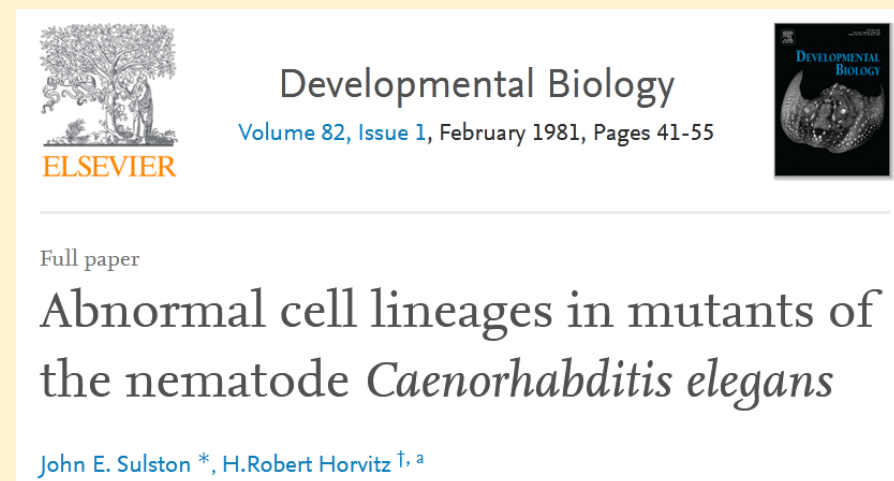 Developmental Biology
Volume 82, Issue 1, February 1981, Pages 41-55
DEVELOPMENTAL
BIOLOGY
ELSEVIER
Full paper
Abnormal cell lineages in mutants of
the nematode Caenorhabditis elegans
John E. Sulston *, H.Robert Horvitz †, a